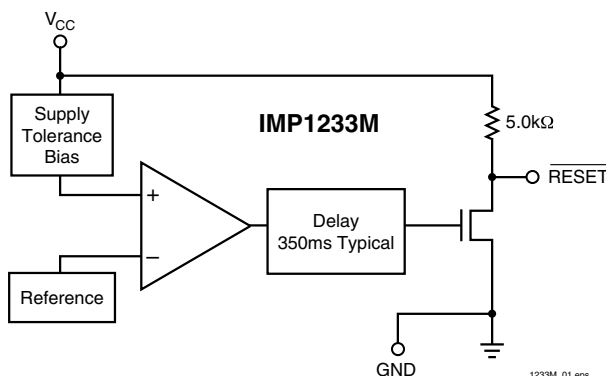 V_CC
Supply
Tolerance
Bias
IMP1233M
5.0kΩ
RESET
+
−
Delay
350ms Typical
Reference
GND
1233M_01.eps